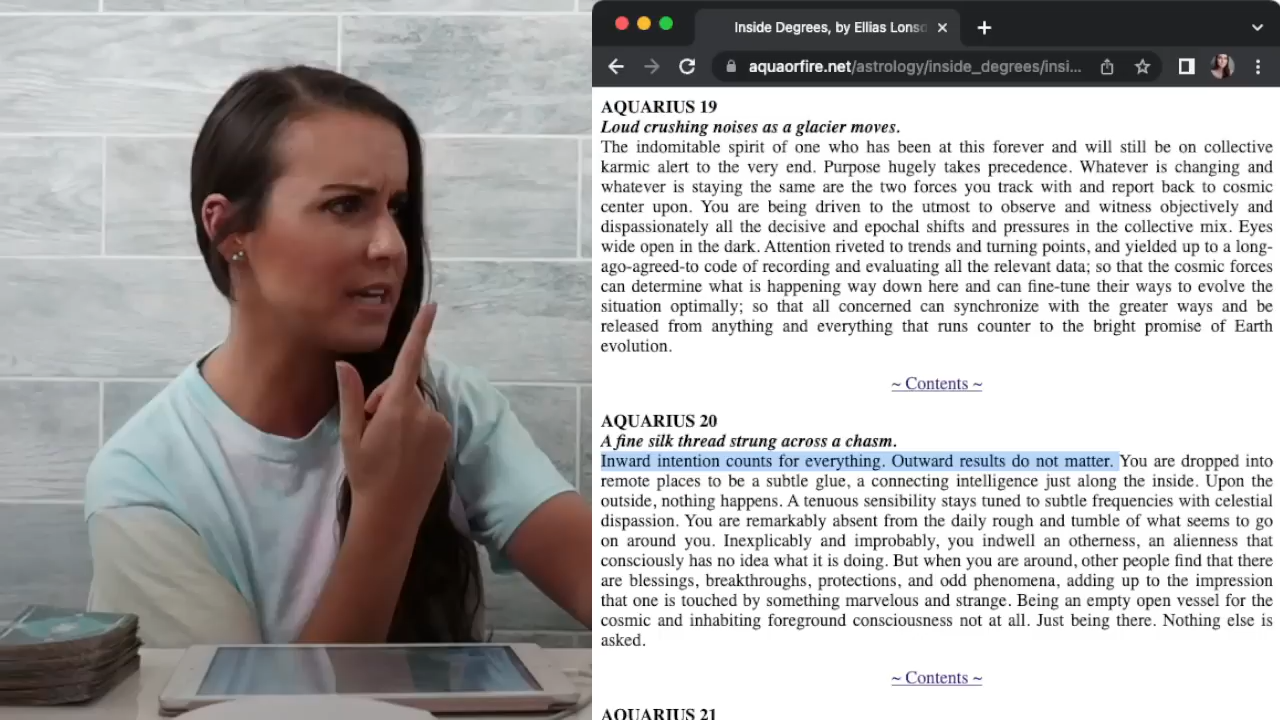 Inside Degrees, by Ellias Lonsd
aquaorfire.net/astrology/inside_degrees/insi...
AQUARIUS 19
Loud crushing noises as a glacier moves.
The indomitable spirit of one who has been at this forever and will still be on collective
karmic alert to the very end. Purpose hugely takes precedence. Whatever is changing and
whatever is staying the same are the two forces you track with and report back to cosmic
center upon. You are being driven to the utmost to observe and witness objectively and
dispassionately all the decisive and epochal shifts and pressures in the collective mix. Eyes
wide open in the dark. Attention riveted to trends and turning points, and yielded up to a long-
ago-agreed-to code of recording and evaluating all the relevant data; so that the cosmic forces
can determine what is happening way down here and can fine-tune their ways to evolve the
situation optimally; so that all concerned can synchronize with the greater ways and be
released from anything and everything that runs counter to the bright promise of Earth
evolution.
~ Contents ~
AQUARIUS 20
A fine silk thread strung across a chasm.
Inward intention counts for everything. Outward results do not matter. You are dropped into
remote places to be a subtle glue, a connecting intelligence just along the inside. Upon the
outside, nothing happens. A tenuous sensibility stays tuned to subtle frequencies with celestial
dispassion. You are remarkably absent from the daily rough and tumble of what seems to go
on around you. Inexplicably and improbably, you indwell an otherness, an alienness that
consciously has no idea what it is doing. But when you are around, other people find that there
are blessings, breakthroughs, protections, and odd phenomena, adding up to the impression
that one is touched by something marvelous and strange. Being an empty open vessel for the
cosmic and inhabiting foreground consciousness not at all. Just being there. Nothing else is
asked.
~ Contents ~
AQUARIUS 21